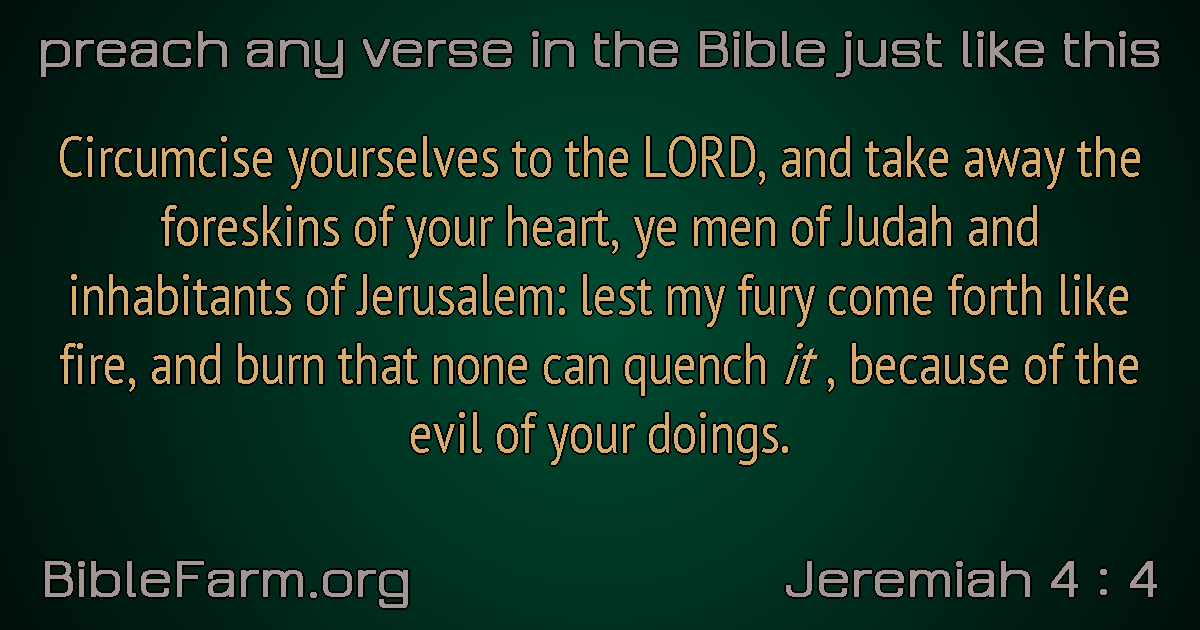 preach any verse in the Bible just like this
Circumcise yourselves to the LORD, and take away the
foreskins of your heart, ye men of Judah and
inhabitants of Jerusalem: lest my fury come forth like
fire, and burn that none can quench it , because of the
evil of your doings.
BibleFarm.org
Jeremiah 4 : 4